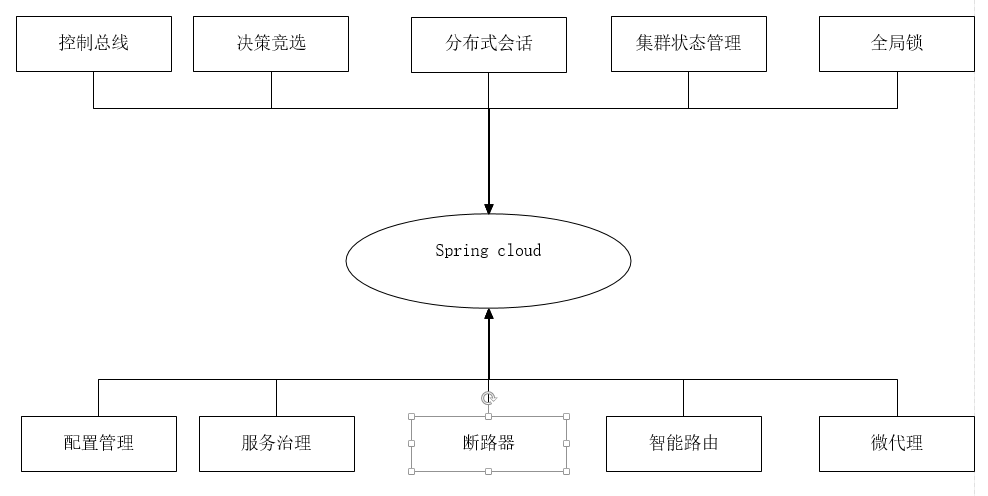 控制总线
决策竞选
分布式会话
集群状态管理
全局锁
Spring cloud
配置管理
服务治理
断路器
智能路由
微代理